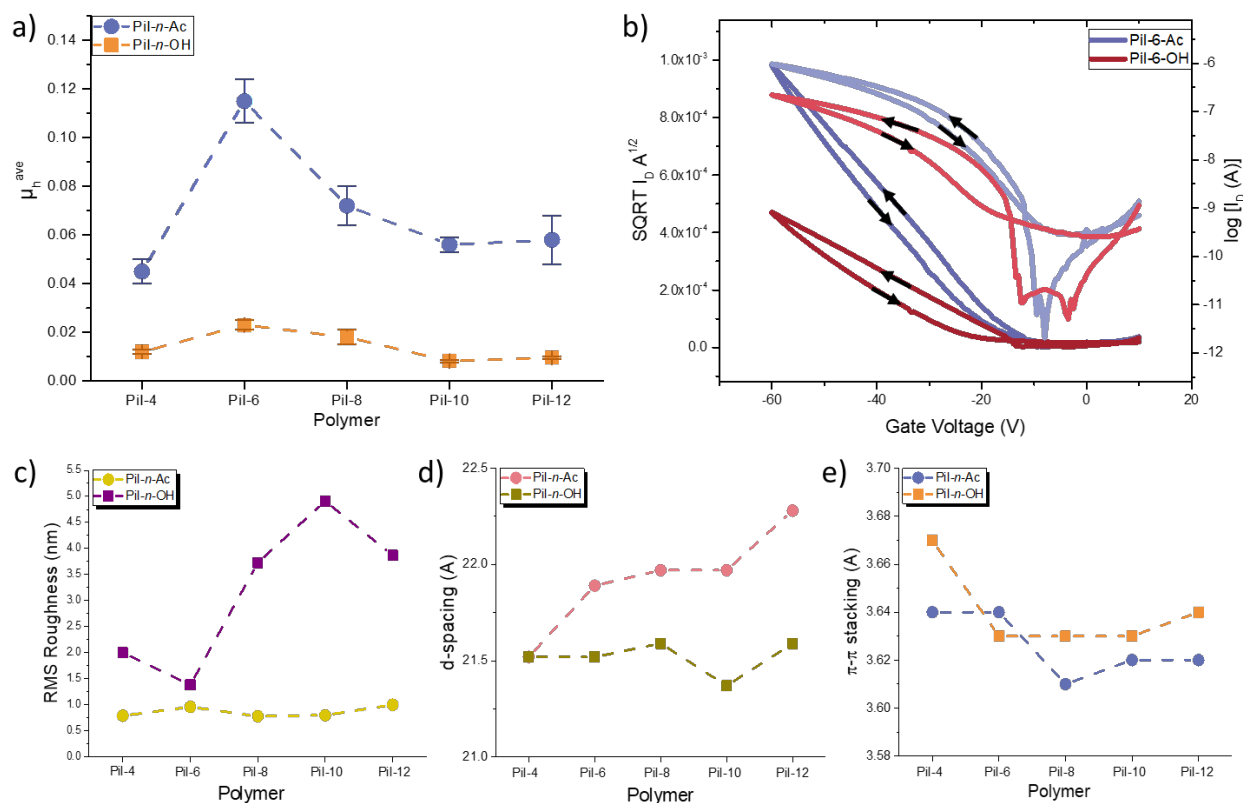 a)
Pil-n-Ac
Pil-n-OH
0.14
0.12
0.10
0.08
0.06
0.04
0.02
0.00
μₕᵃᵛᵉ
Pil-4 Pil-6 Pil-8 Pil-10 Pil-12
Polymer
b)
Pil-6-Ac
Pil-6-OH
1.0x10⁻³
8.0x10⁻⁴
6.0x10⁻⁴
4.0x10⁻⁴
2.0x10⁻⁴
0.0
SQRT I_D A^1/2
-6
-7
-8
-9
-10
-11
-12
log [I_D (A)]
-60 -40 -20 0 20
Gate Voltage (V)
c)
Pil-n-Ac
Pil-n-OH
5.5
5.0
4.5
4.0
3.5
3.0
2.5
2.0
1.5
1.0
0.5
0.0
RMS Roughness (nm)
Pil-4 Pil-6 Pil-8 Pil-10 Pil-12
Polymer
d)
Pil-n-Ac
Pil-n-OH
22.5
22.0
21.5
21.0
d-spacing (A)
Pil-4 Pil-6 Pil-8 Pil-10 Pil-12
Polymer
e)
Pil-n-Ac
Pil-n-OH
3.70
3.68
3.66
3.64
3.62
3.60
3.58
π-π stacking (A)
Pil-4 Pil-6 Pil-8 Pil-10 Pil-12
Polymer